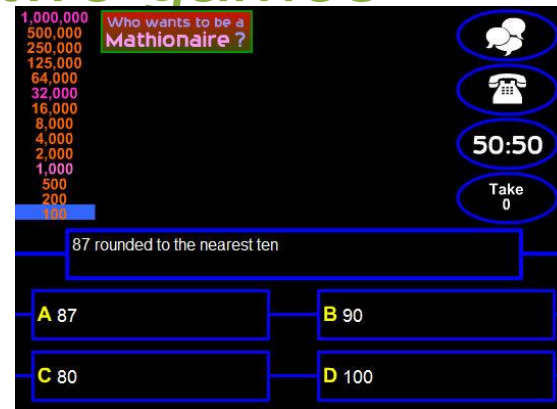 1,000,000
500,000
250,000
125,000
64,000
32,000
16,000
8,000
4,000
2,000
1,000
500
200
100
Who wants to be a
Mathionaire ?
50:50
Take
0
87 rounded to the nearest ten
A 87
B 90
C 80
D 100